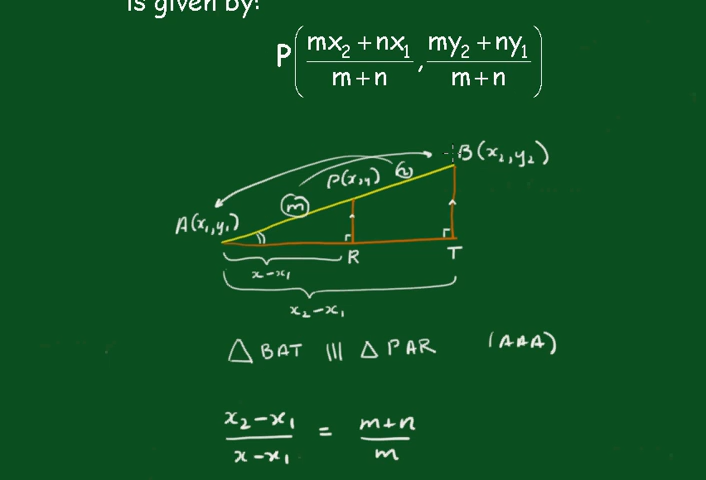 is given by:
P(mx₂+nx₁/m+n, my₂+ny₁/m+n)
B(x₂,y₂)
P(x,y) n
m
A(x₁,y₁)
R T
x-x₁
x₂-x₁
△BAT ||| △PAR (AAA)
x₂-x₁/x-x₁ = m+n/m